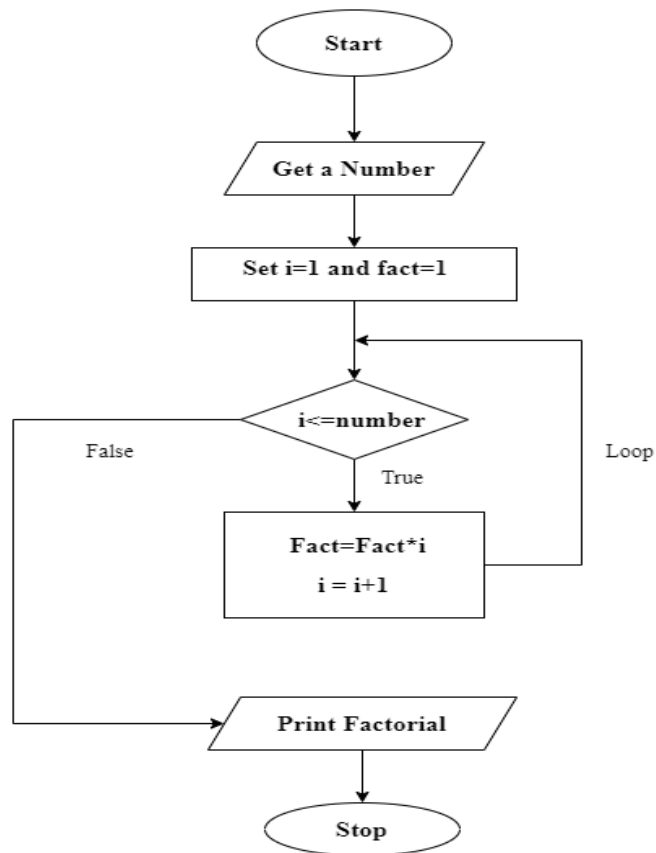 Start
Get a Number
Set i=1 and fact=1
i<=number
False
Loop
True
Fact=Fact*i
i = i+1
Print Factorial
Stop